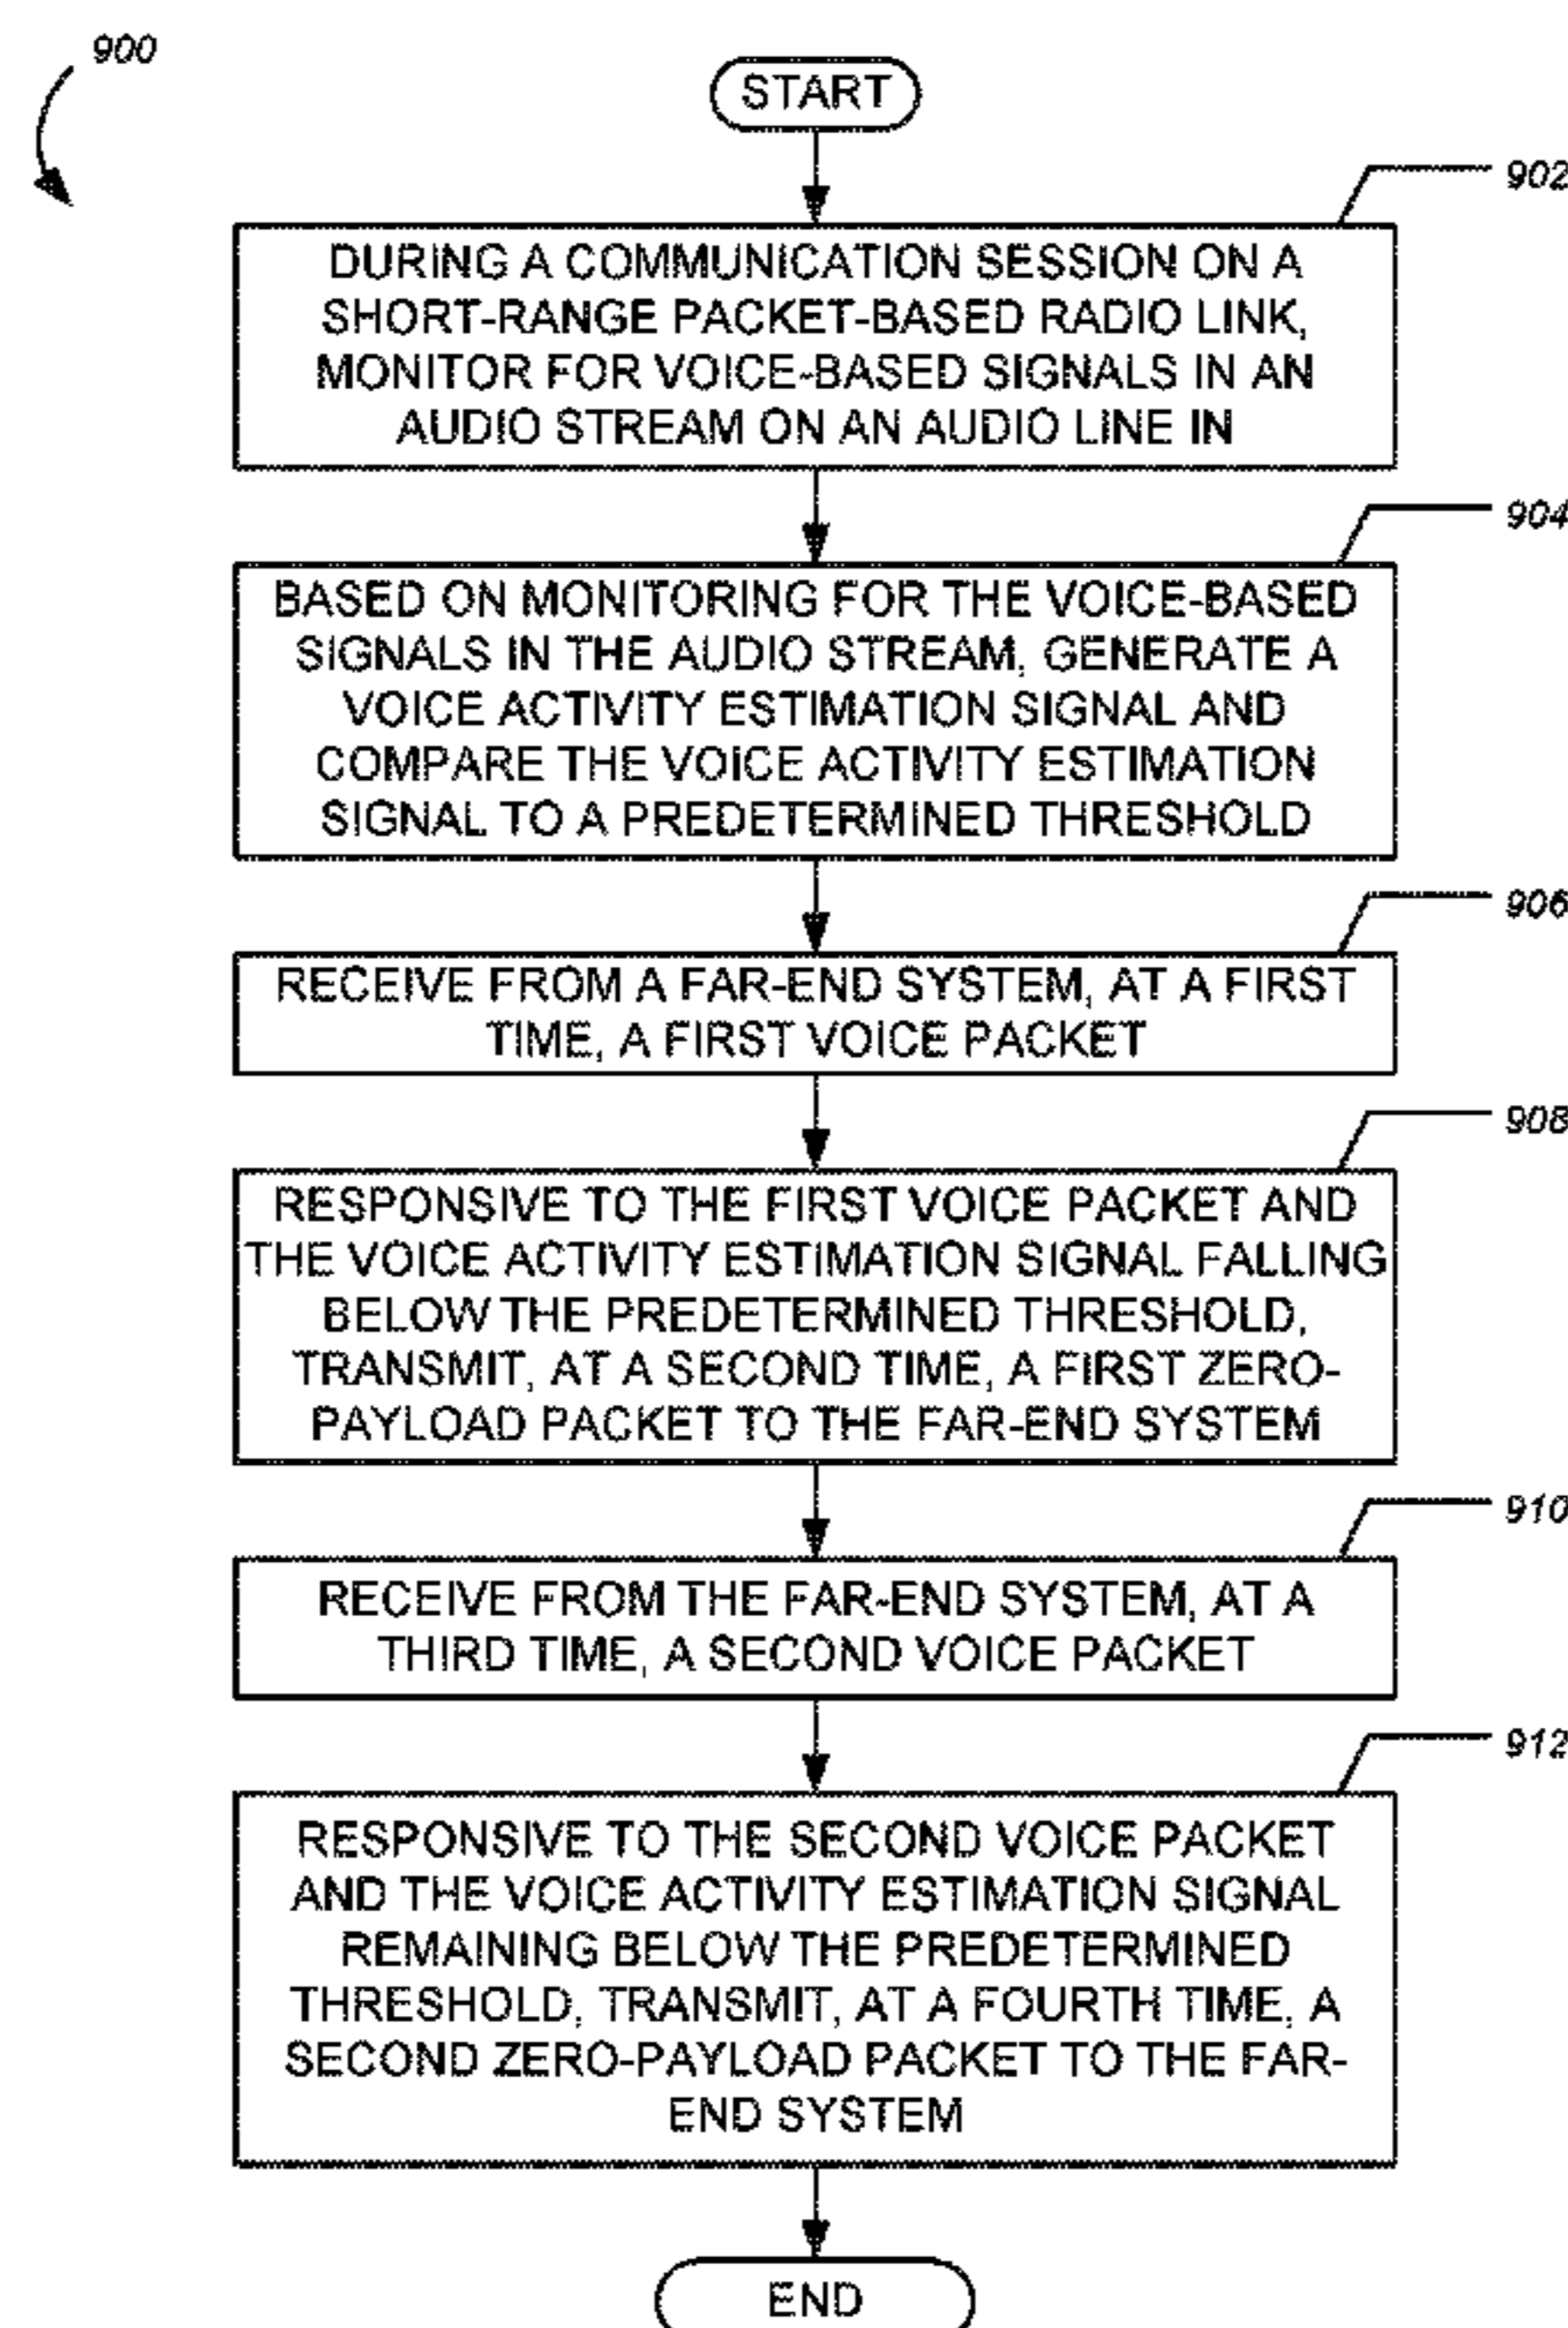 900
START
902
DURING A COMMUNICATION SESSION ON A
SHORT-RANGE PACKET-BASED RADIO LINK,
MONITOR FOR VOICE-BASED SIGNALS IN AN
AUDIO STREAM ON AN AUDIO LINE IN
904
BASED ON MONITORING FOR THE VOICE-BASED
SIGNALS IN THE AUDIO STREAM, GENERATE A
VOICE ACTIVITY ESTIMATION SIGNAL AND
COMPARE THE VOICE ACTIVITY ESTIMATION
SIGNAL TO A PREDETERMINED THRESHOLD
906
RECEIVE FROM A FAR-END SYSTEM, AT A FIRST
TIME, A FIRST VOICE PACKET
908
RESPONSIVE TO THE FIRST VOICE PACKET AND
THE VOICE ACTIVITY ESTIMATION SIGNAL FALLING
BELOW THE PREDETERMINED THRESHOLD,
TRANSMIT, AT A SECOND TIME, A FIRST ZERO-
PAYLOAD PACKET TO THE FAR-END SYSTEM
910
RECEIVE FROM THE FAR-END SYSTEM, AT A
THIRD TIME, A SECOND VOICE PACKET
912
RESPONSIVE TO THE SECOND VOICE PACKET
AND THE VOICE ACTIVITY ESTIMATION SIGNAL
REMAINING BELOW THE PREDETERMINED
THRESHOLD, TRANSMIT, AT A FOURTH TIME, A
SECOND ZERO-PAYLOAD PACKET TO THE FAR-
END SYSTEM
END